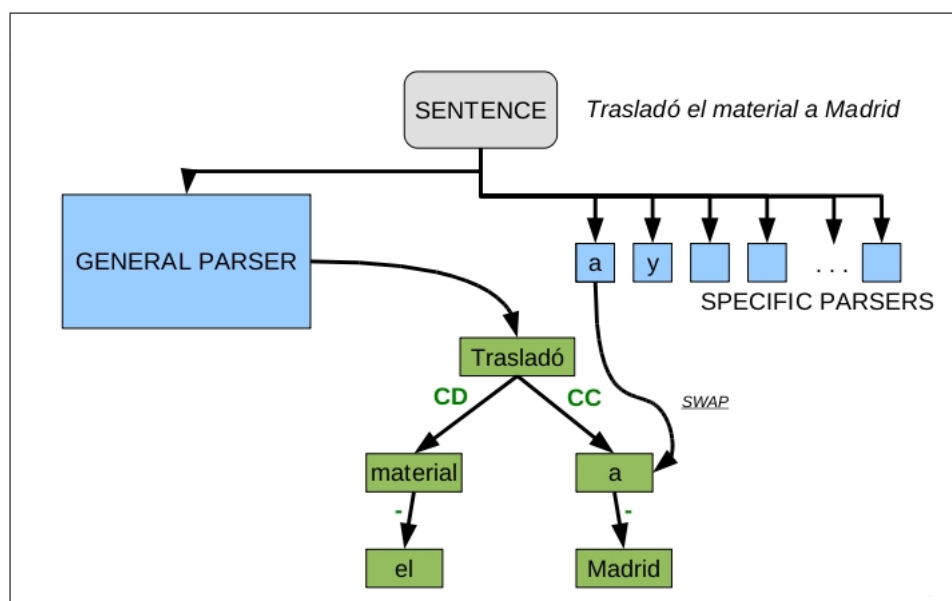 SENTENCE
Trasladó el material a Madrid
GENERAL PARSER
a
y
. . .
SPECIFIC PARSERS
Trasladó
CD
CC
SWAP
material
a
-
-
el
Madrid